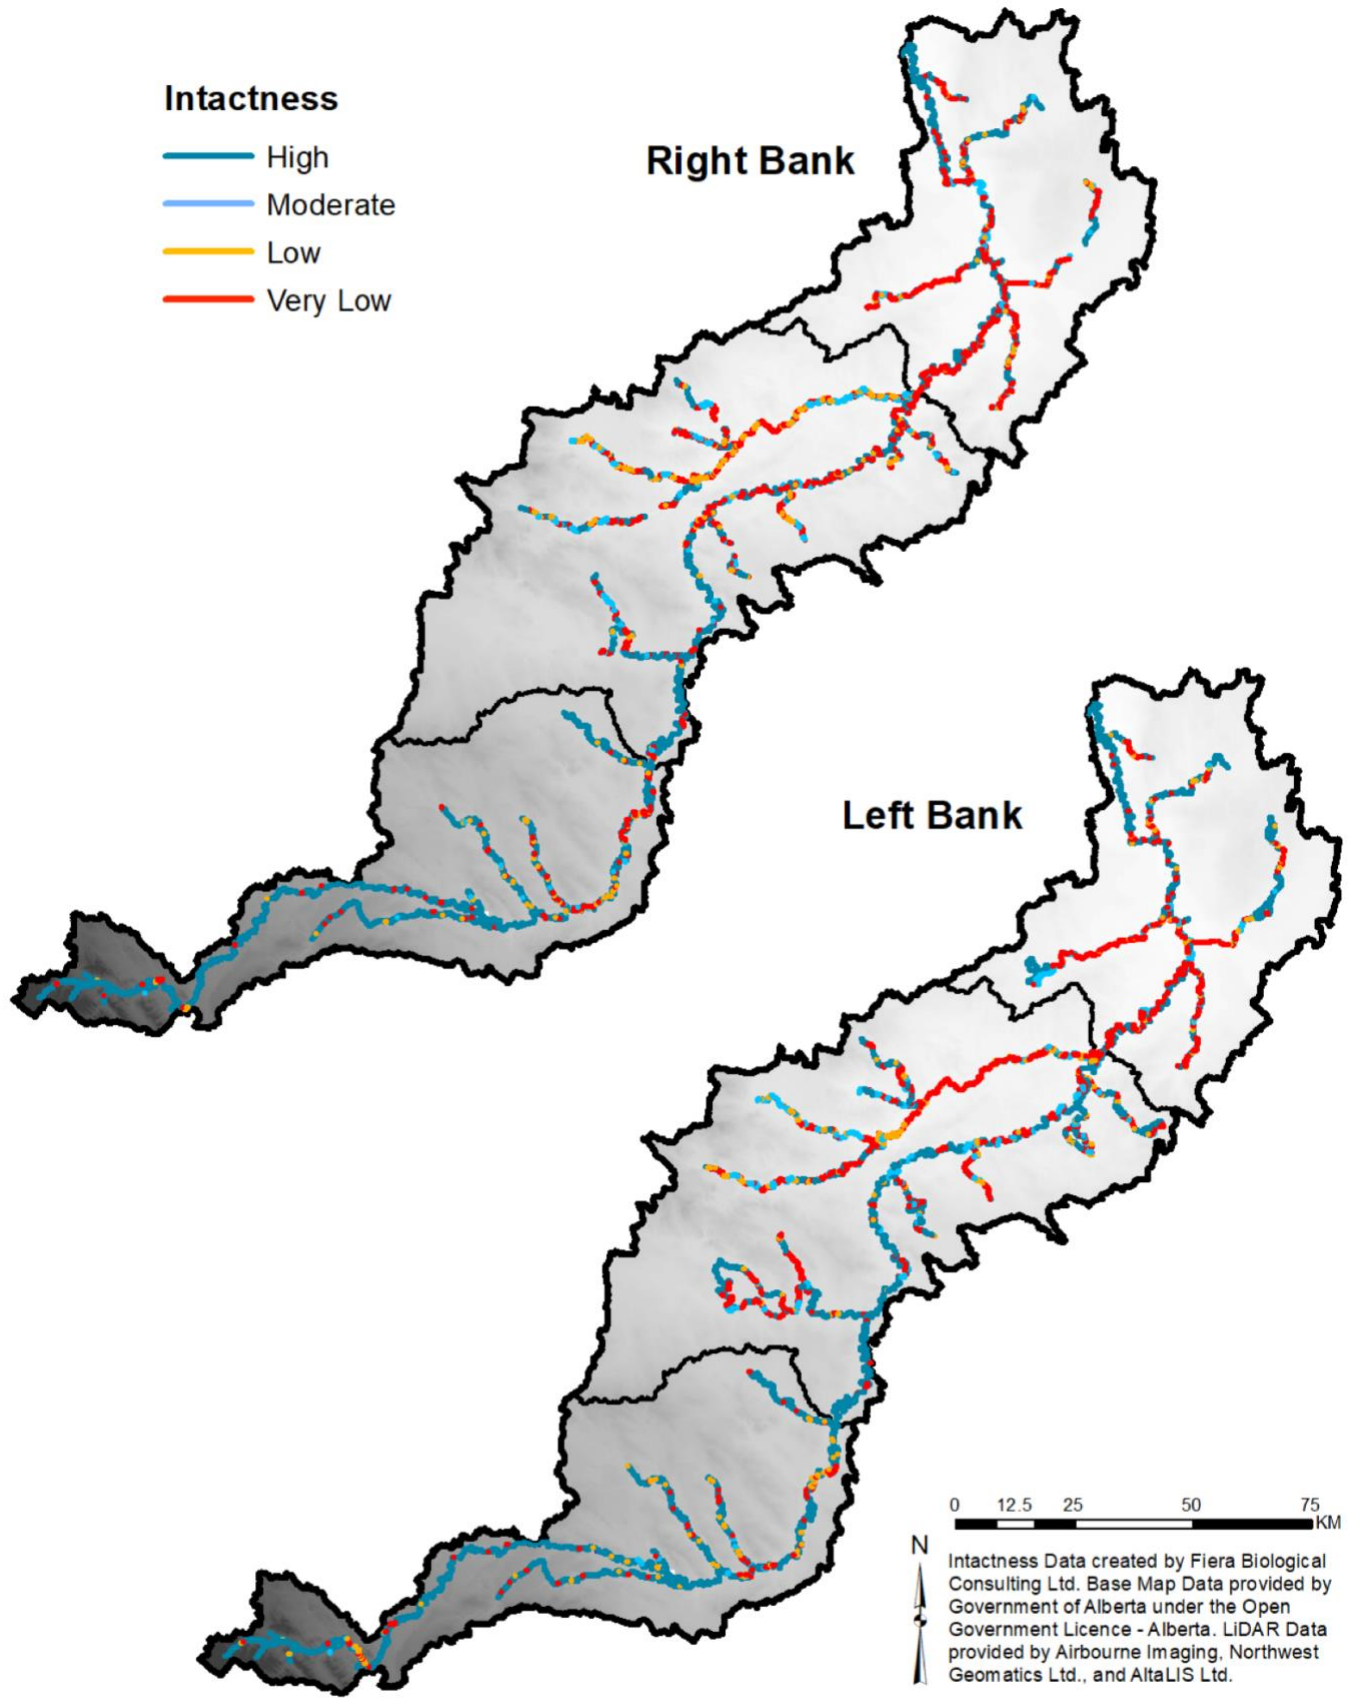 Intactness
High
Moderate
Low
Very Low
Right Bank
Left Bank
0 12.5 25 50 75
KM
N
Intactness Data created by Fiera Biological
Consulting Ltd. Base Map Data provided by
Government of Alberta under the Open
Government Licence - Alberta. LiDAR Data
provided by Airbourne Imaging, Northwest
Geomatics Ltd., and AltaLIS Ltd.